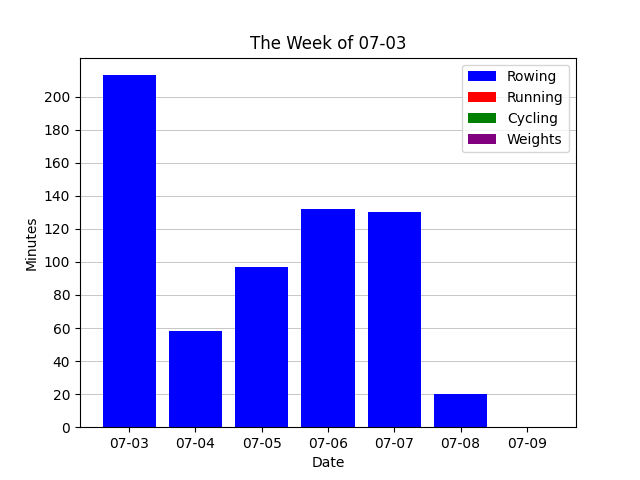 The Week of 07-03
Rowing
Running
Cycling
Weights
200
180
160
140
120
100
80
60
40
20
0
Minutes
07-03 07-04 07-05 07-06 07-07 07-08 07-09
Date